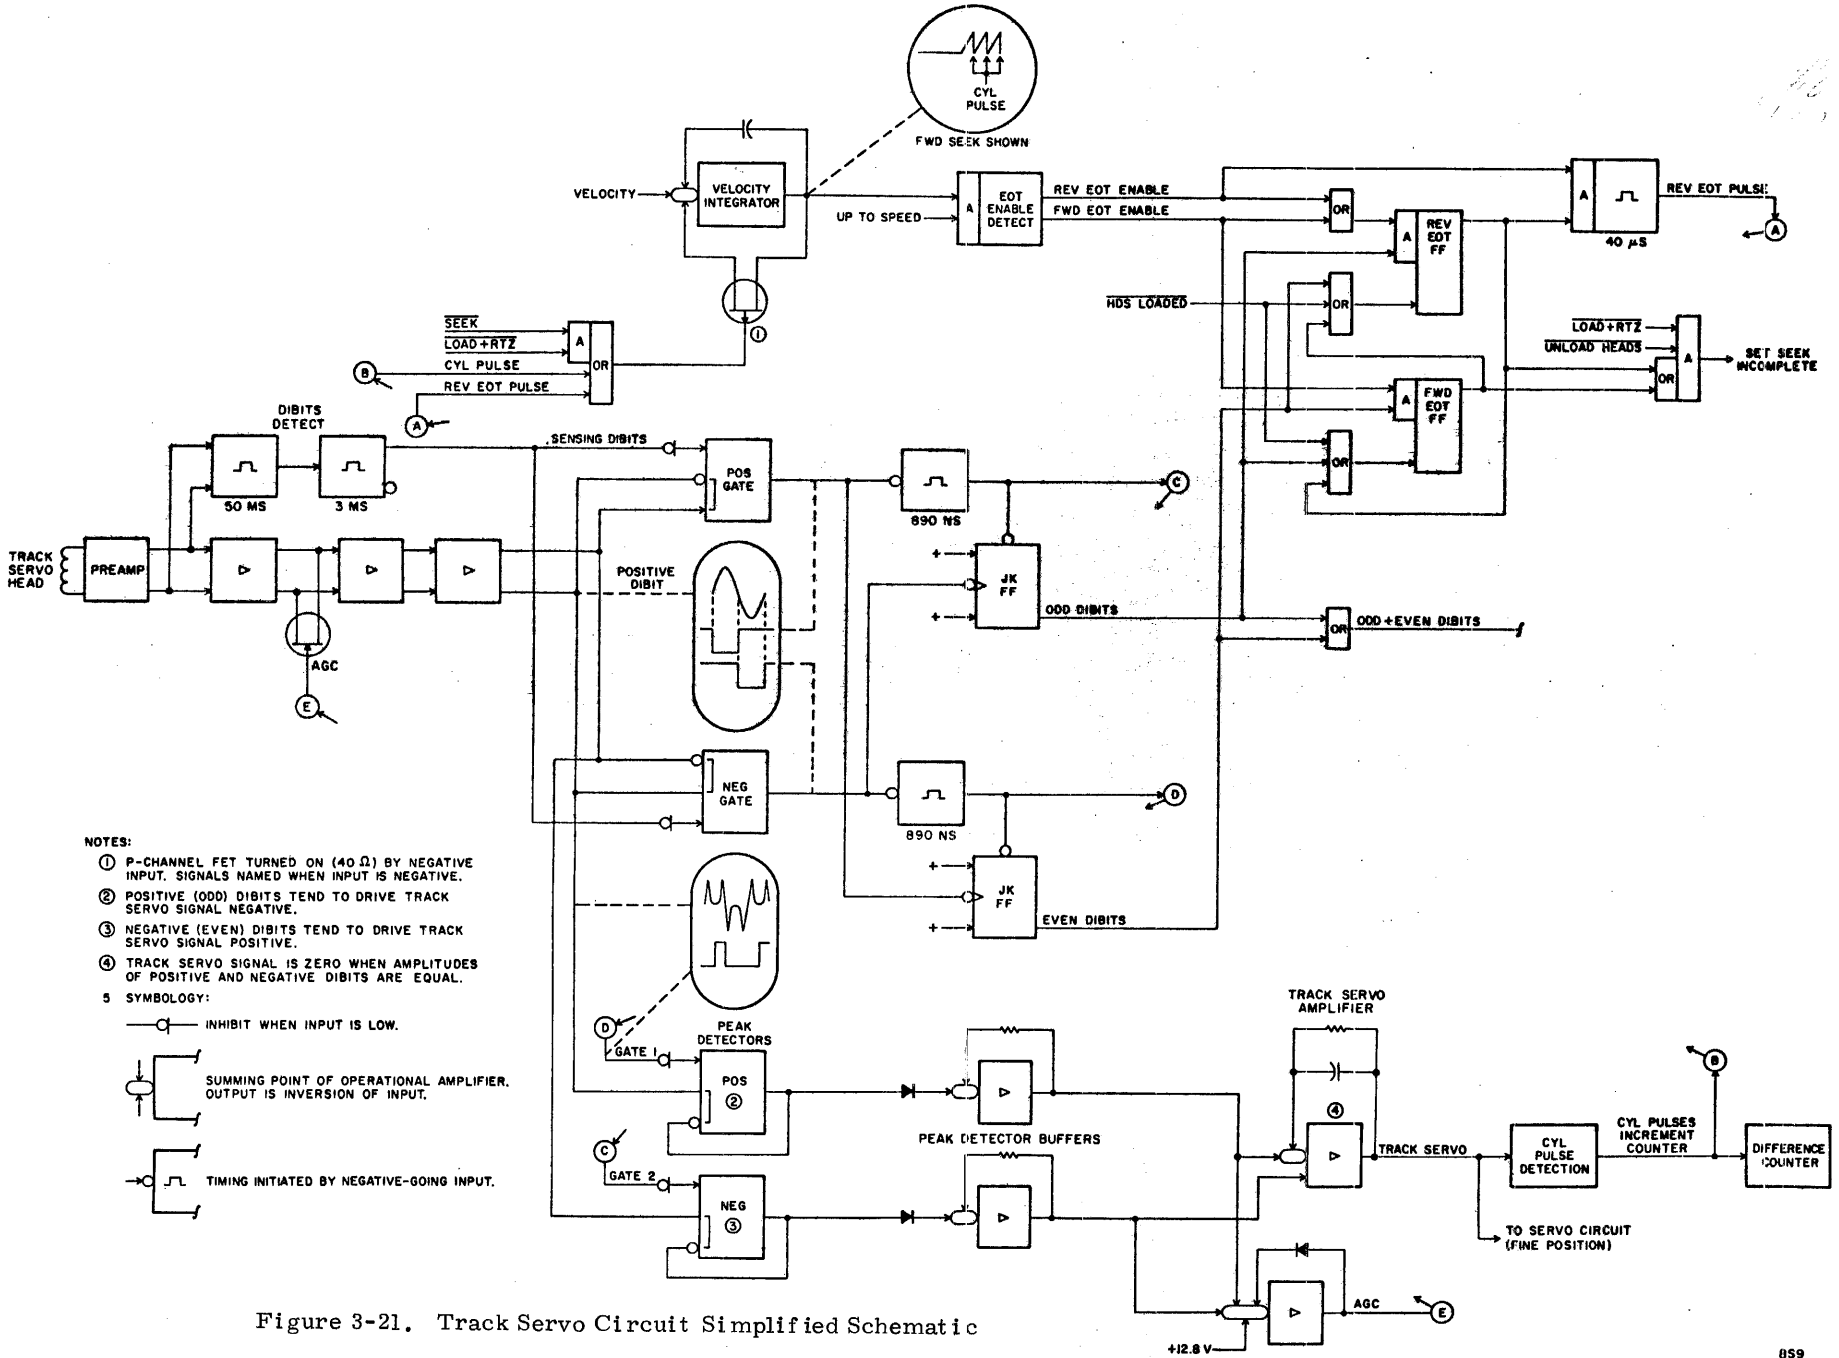 CYL
PULSE
FWD SEEK SHOWN
VELOCITY
VELOCITY
INTEGRATOR
UP TO SPEED
A
EOT
ENABLE
DETECT
REV EOT ENABLE
FWD EOT ENABLE
OR
A
REV
EOT
FF
A
40 µS
REV EOT PULSE
A
HDS LOADED
OR
1
SEEK
LOAD+RTZ
CYL PULSE
REV EOT PULSE
A
OR
B
A
A
FWD
EOT
FF
OR
LOAD+RTZ
UNLOAD HEADS
OR
A
SET SEEK
INCOMPLETE
DIBITS
DETECT
50 MS
3 MS
SENSING DIBITS
POS
GATE
890 NS
C
TRACK
SERVO
HEAD
PREAMP
AGC
E
POSITIVE
DIBIT
+
+
JK
FF
ODD DIBITS
OR
ODD+EVEN DIBITS
NEG
GATE
890 NS
D
+
+
JK
FF
EVEN DIBITS
NOTES:
1 P-CHANNEL FET TURNED ON (40 Ω) BY NEGATIVE
INPUT. SIGNALS NAMED WHEN INPUT IS NEGATIVE.
2 POSITIVE (ODD) DIBITS TEND TO DRIVE TRACK
SERVO SIGNAL NEGATIVE.
3 NEGATIVE (EVEN) DIBITS TEND TO DRIVE TRACK
SERVO SIGNAL POSITIVE.
4 TRACK SERVO SIGNAL IS ZERO WHEN AMPLITUDES
OF POSITIVE AND NEGATIVE DIBITS ARE EQUAL.
5 SYMBOLOGY:
INHIBIT WHEN INPUT IS LOW.
SUMMING POINT OF OPERATIONAL AMPLIFIER.
OUTPUT IS INVERSION OF INPUT.
TIMING INITIATED BY NEGATIVE-GOING INPUT.
D
GATE 1
PEAK
DETECTORS
POS
2
C
GATE 2
NEG
3
PEAK DETECTOR BUFFERS
TRACK SERVO
AMPLIFIER
4
TRACK SERVO
CYL
PULSE
DETECTION
CYL PULSES
INCREMENT
COUNTER
B
DIFFERENCE
COUNTER
TO SERVO CIRCUIT
(FINE POSITION)
AGC
E
+12.8 V
Figure 3-21. Track Servo Circuit Simplified Schematic
8S9